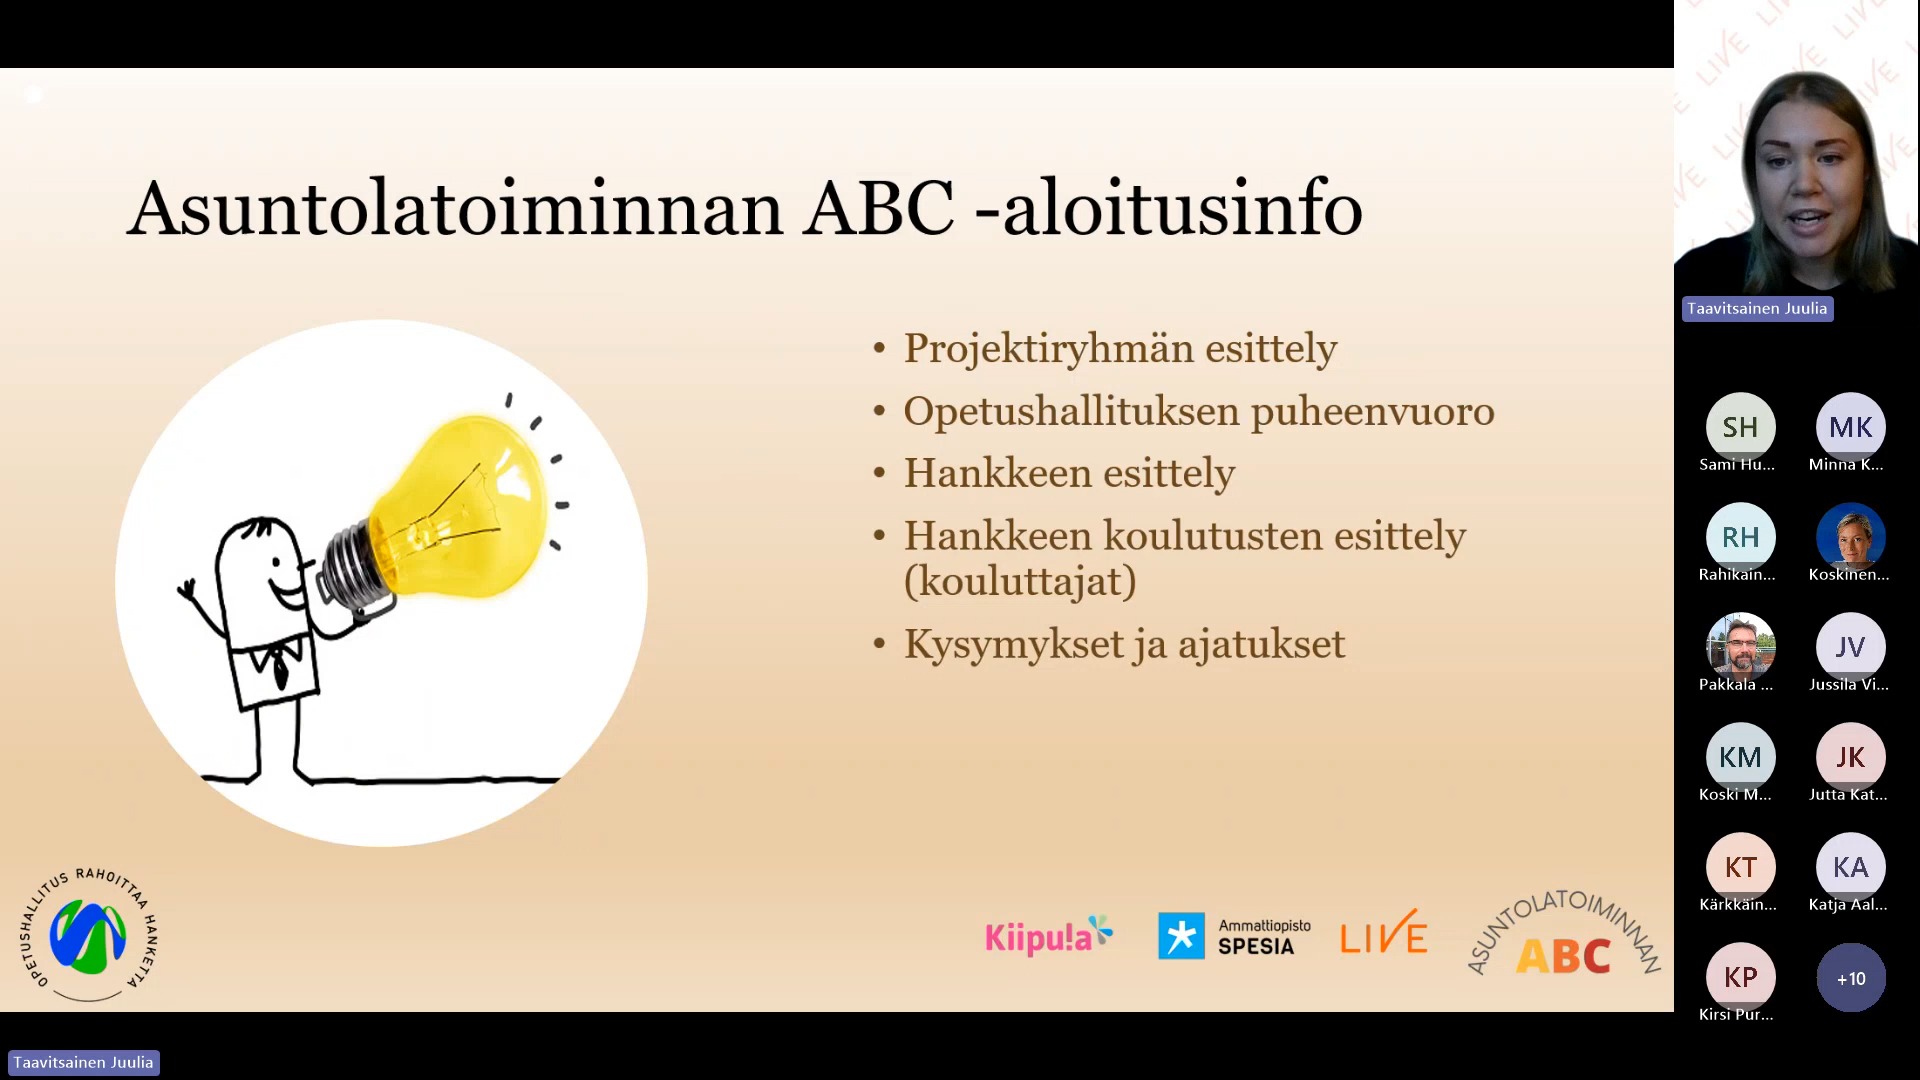 Asuntolatoiminnan ABC -aloitusinfo
• Projektiryhmän esittely
• Opetushallituksen puheenvuoro
• Hankkeen esittely
• Hankkeen koulutusten esittely
(kouluttajat)
• Kysymykset ja ajatukset
OPETUSHALLITUS RAHOITTAA HANKETTA
Kiipula
Ammattiopisto
SPESIA
LIVE
ASUNTOLATOIMINNAN
ABC
Taavitsainen Juulia
LIVE
Taavitsainen Juulia
SH
Sami Hu...
MK
Minna K...
RH
Rahikain...
Koskinen...
Pakkala ...
JV
Jussila Vi...
KM
Koski M...
JK
Jutta Kat...
KT
Kärkkäin...
KA
Katja Aal...
KP
Kirsi Pur...
+10